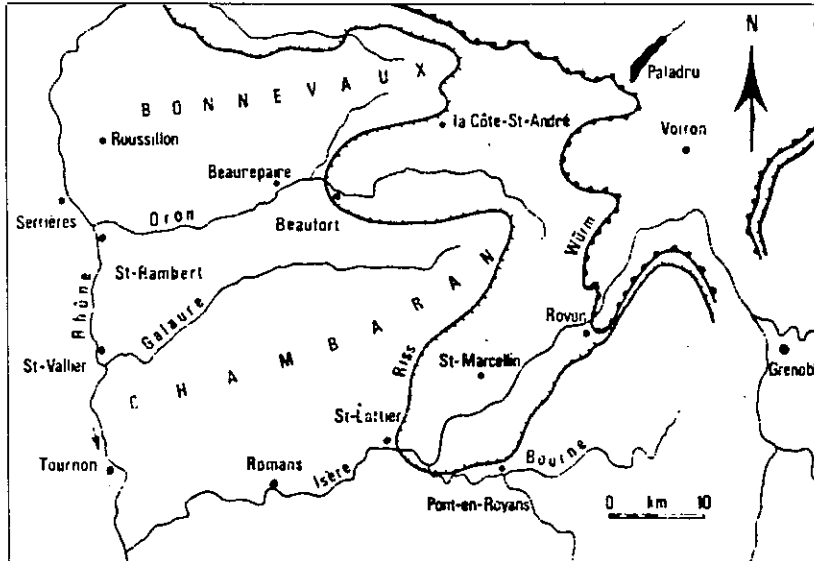 N
Paladru
BONNEVAUX
la Côte-St-André
Roussillon
Voiron
Beaurepaire
Serrières
Oron
Beaufort
Würm
St-Rambert
Rhône
Galaure
CHAMBARAN
Rovon
St-Vallier
Riss
St-Marcellin
Grenobl
St-Lattier
Tournon
Romans
Isère
Bourne
Pont-en-Royans
0 km 10